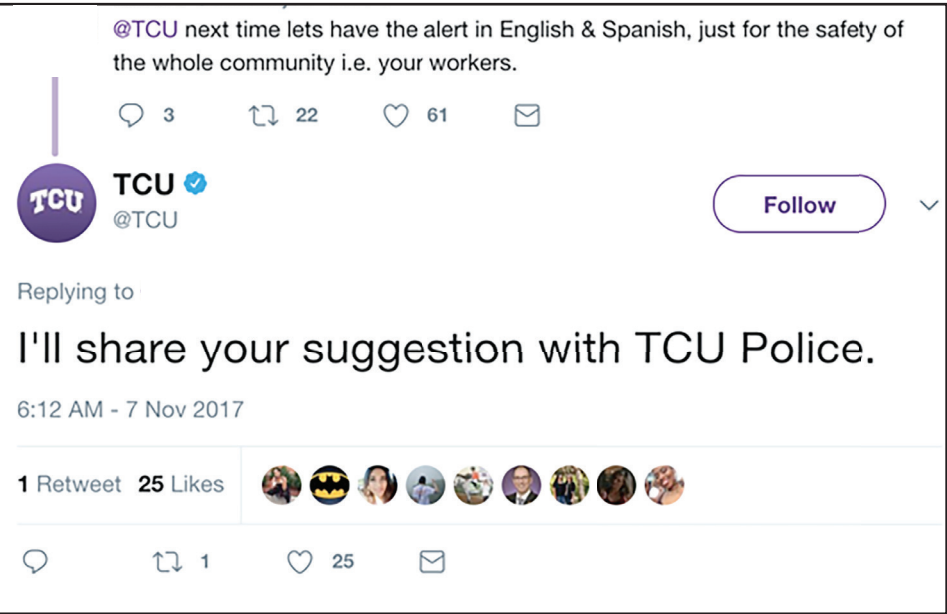 @TCU next time lets have the alert in English & Spanish, just for the safety of
the whole community i.e. your workers.
3 22 61
TCU
TCU
@TCU
Follow
Replying to
I'll share your suggestion with TCU Police.
6:12 AM - 7 Nov 2017
1 Retweet 25 Likes
1 25